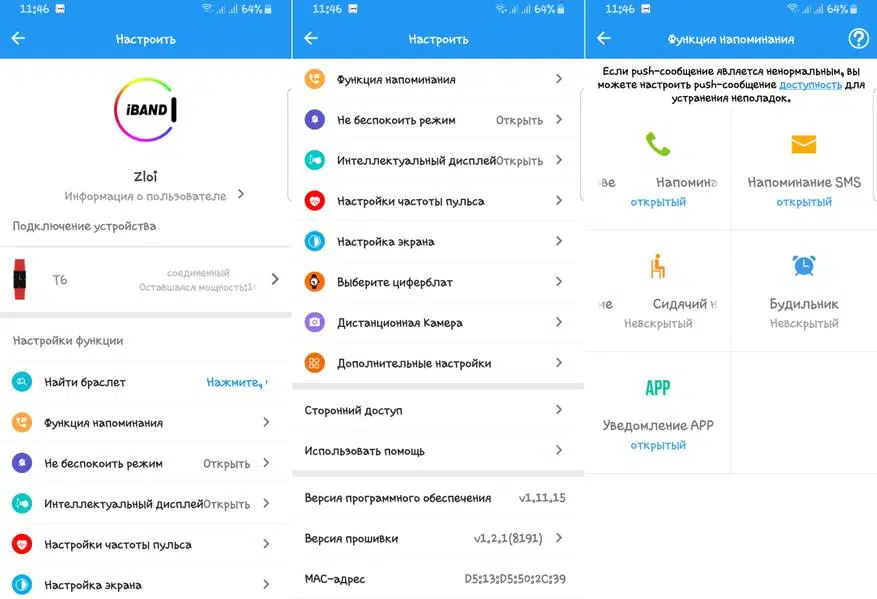 11:46
64%
Настроить
iBAND
Zloi
Информация о пользователе
Подключение устройства
T6
соединенный
Оставшался мощность:1
Настройки функции
Найти браслет
Нажмите,
Функция напоминания
Не беспокоить режим
Открыть
Интеллектуальный дисплей
Открыть
Настройки частоты пульса
Настройка экрана
11:46
64%
Настроить
Функция напоминания
Не беспокоить режим
Открыть
Интеллектуальный дисплей
Открыть
Настройки частоты пульса
Настройка экрана
Выберите циферблат
Дистанционная Камера
Дополнительные настройки
Сторонний доступ
Использовать помощь
Версия программного обеспечения
v1.11.15
Версия прошивки
v1.2.1(8191)
MAC-адрес
D5:13:D5:50:2C:39
11:46
64%
Функция напоминания
?
Если push-сообщение является ненормальным, вы
можете настроить push-сообщение доступность для
устранения неполадок.
ове Напомина
открытый
Напоминание SMS
открытый
ие Сидячий н
Невскрытый
Будильник
Невскрытый
APP
Уведомление APP
открытый